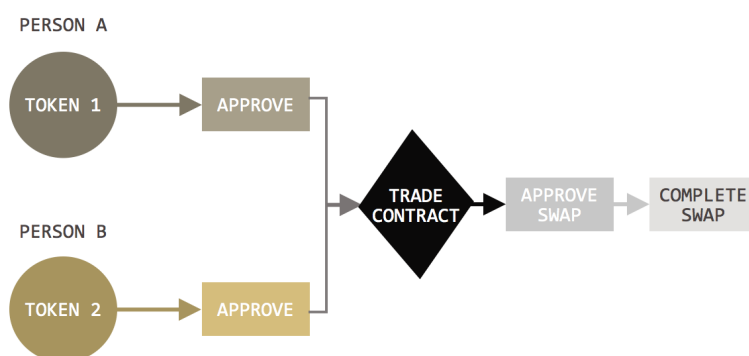 PERSON A
TOKEN 1
APPROVE
TRADE
CONTRACT
APPROVE
SWAP
COMPLETE
SWAP
PERSON B
TOKEN 2
APPROVE